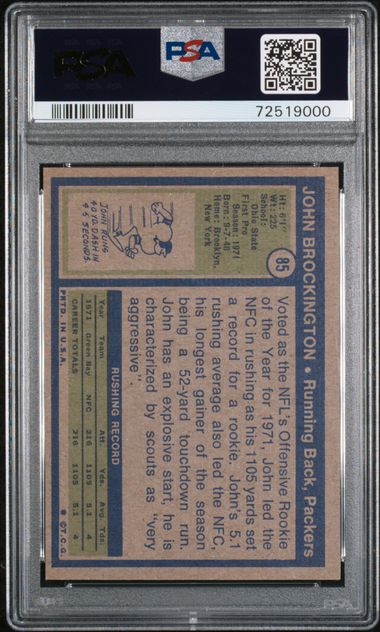 PSA
PSA
72519000
JOHN BROCKINGTON • Running Back, Packers
85
Ht: 6'1"
Wt: 225
School:
Ohio State
First Pro
Season: 1971
Born: 9-7-48
Home: Brooklyn,
New York
JOHN RUNS
40 YD. DASH IN
4.5 SECONDS.
Voted as the NFL's Offensive Rookie
of the Year for 1971, John led the
NFC in rushing as his 1105 yards set
a record for a rookie. John's 5.1
rushing average also led the NFC,
his longest gainer of the season
being a 52-yard touchdown run.
John has an explosive start, he is
characterized by scouts as "very
aggressive".
RUSHING RECORD
Year Team Att. Yds. Avg. Tds.
1971 Green Bay NFC 216 1105 5.1 4
CAREER TOTALS 216 1105 5.1 4
PRTD. IN U.S.A.
© T.C.G.